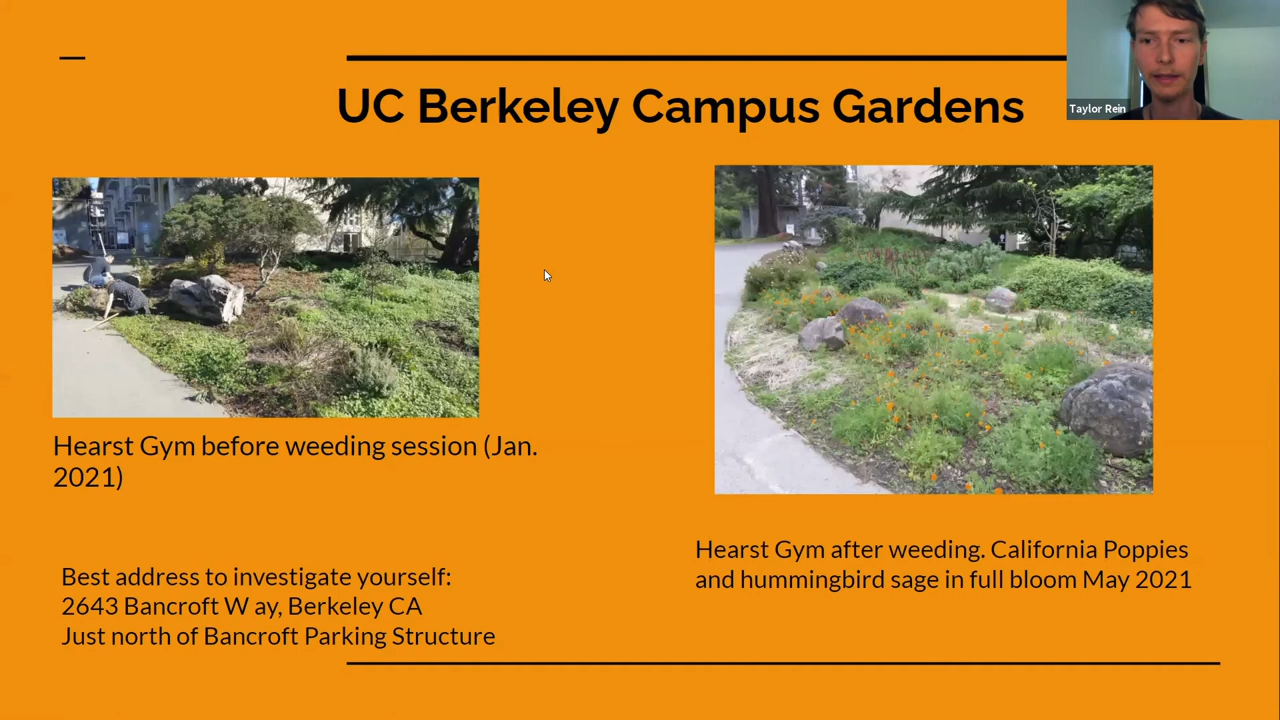 UC Berkeley Campus Gardens
Taylor Rein
Hearst Gym before weeding session (Jan.
2021)
Hearst Gym after weeding. California Poppies
and hummingbird sage in full bloom May 2021
Best address to investigate yourself:
2643 Bancroft W ay, Berkeley CA
Just north of Bancroft Parking Structure